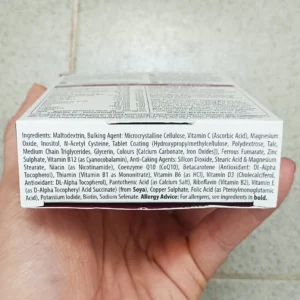 Ingredients: Maltodextrin, Bulking Agent: Microcrystalline Cellulose, Vitamin C (Ascorbic Acid), Magnesium
Oxide, Inositol, N-Acetyl Cysteine, Tablet Coating (Hydroxypropylmethylcellulose, Polydextrose, Talc,
Medium Chain Triglycerides, Glycerin, Colours [Calcium Carbonate, Iron Oxides]), Ferrous Fumarate, Zinc
Sulphate, Vitamin B12 (as Cyanocobalamin), Anti-Caking Agents: Silicon Dioxide, Stearic Acid & Magnesium
Stearate, Niacin (as Nicotinamide), Coenzyme Q10 (KanekaQ10), Betacarotene (Antioxidant: DL-Alpha
Tocopherol), Thiamin (Vitamin B1 as Mononitrate), Vitamin B6 (as HCl), Vitamin D3 (Cholecalciferol,
Antioxidant: DL-Alpha Tocopherol), Pantothenic Acid (as Calcium Salt), Riboflavin (Vitamin B2), Vitamin E
(as D-Alpha Tocopheryl Acid Succinate) (from Soya), Copper Sulphate, Folic Acid (as Pteroylmonoglutamic
Acid), Potassium Iodide, Biotin, Sodium Selenate. Allergy Advice: For allergens, see ingredients in bold.